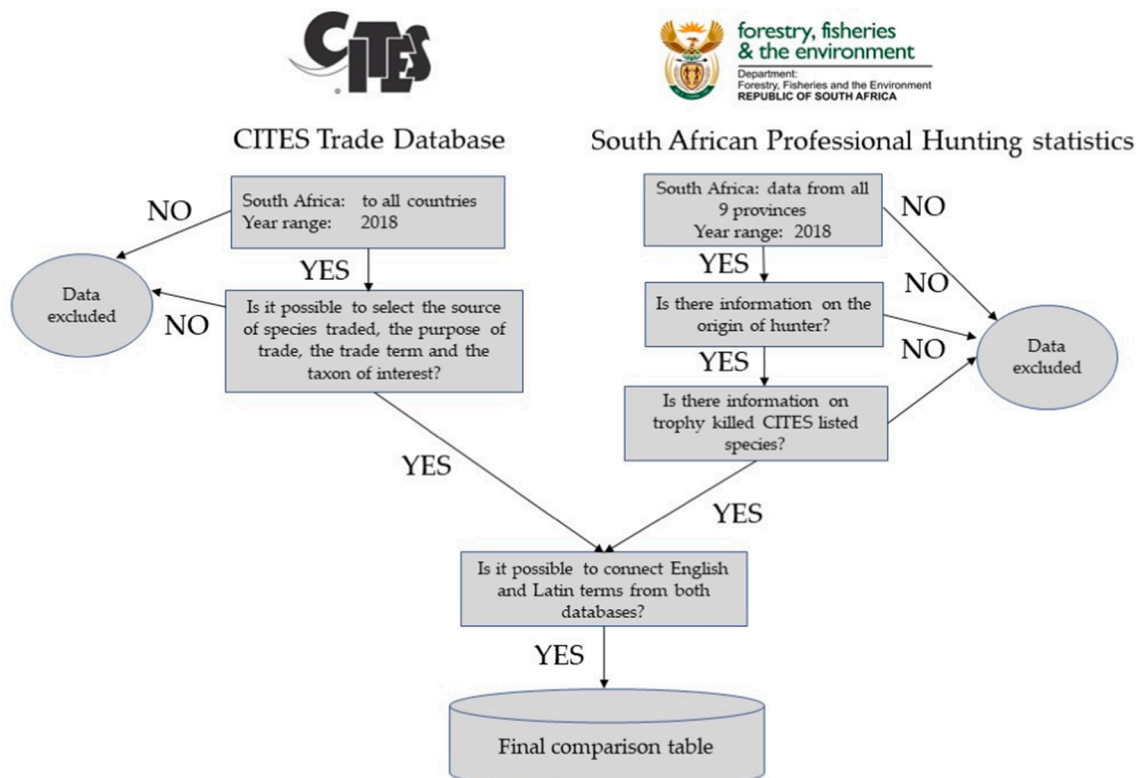 CITES
forestry, fisheries
& the environment
Department:
Forestry, Fisheries and the Environment
REPUBLIC OF SOUTH AFRICA
CITES Trade Database
South African Professional Hunting statistics
South Africa: to all countries
Year range: 2018
NO
YES
Data
excluded
NO
Is it possible to select the source
of species traded, the purpose of
trade, the trade term and the
taxon of interest?
YES
South Africa: data from all
9 provinces
Year range: 2018
NO
YES
NO
Is there information on the
origin of hunter?
NO
YES
Data
excluded
Is there information on
trophy killed CITES listed
species?
YES
Is it possible to connect English
and Latin terms from both
databases?
YES
Final comparison table